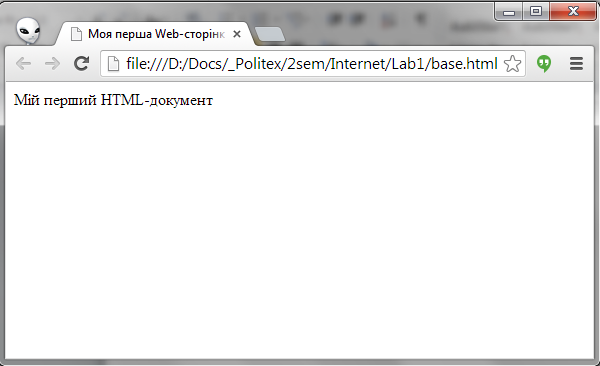 Моя перша Web-сторінк
file:///D:/Docs/_Politex/2sem/Internet/Lab1/base.html
Мій перший HTML-документ